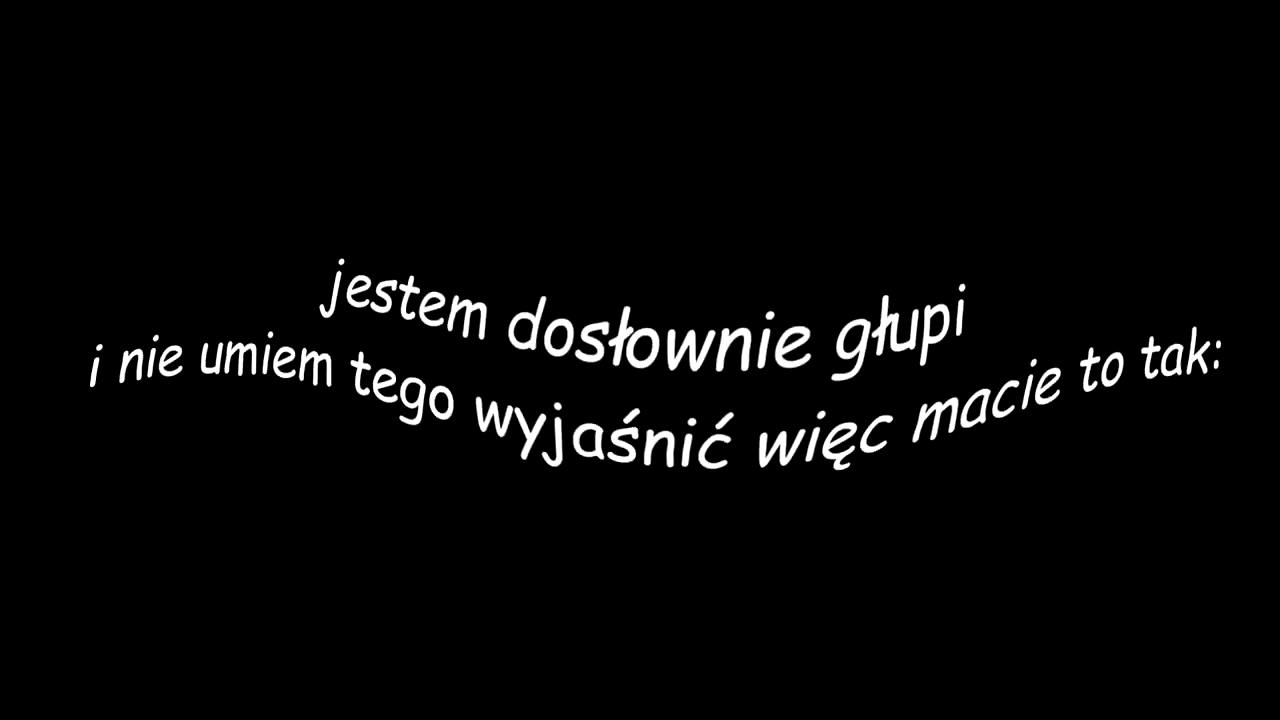 jestem dosłownie głupi
i nie umiem tego wyjaśnić więc macie to tak: